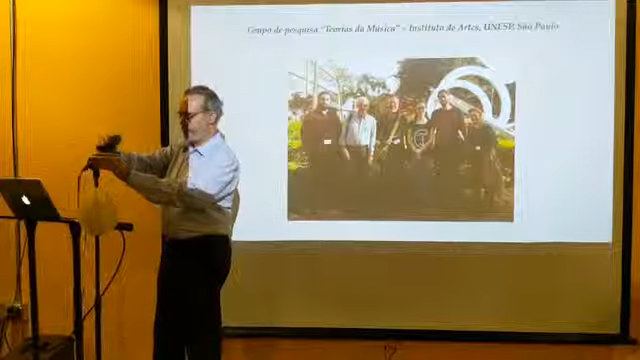 Grupo de pesquisa "Teorias da Música" – Instituto de Artes, UNESP, São Paulo